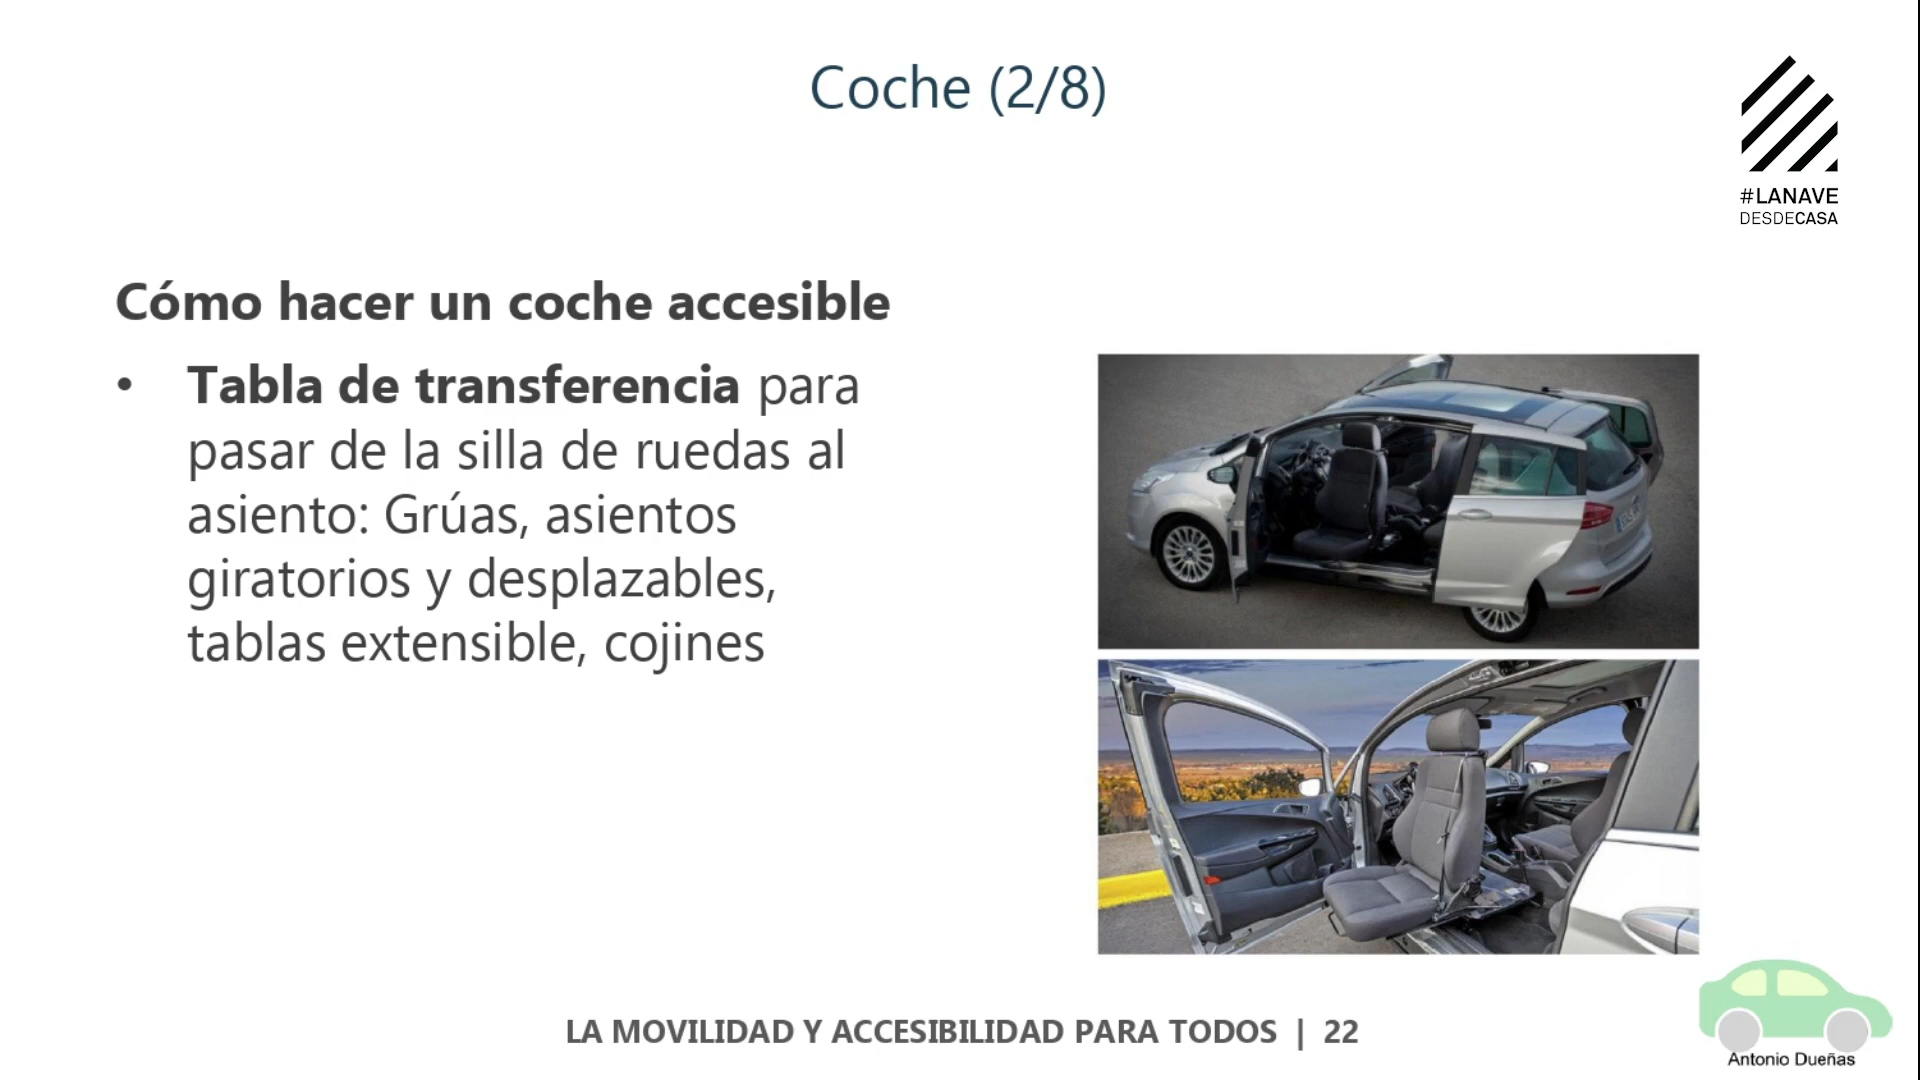 Coche (2/8)
#LANAVE
DESDECASA
Cómo hacer un coche accesible
• Tabla de transferencia para
pasar de la silla de ruedas al
asiento: Grúas, asientos
giratorios y desplazables,
tablas extensible, cojines
LA MOVILIDAD Y ACCESIBILIDAD PARA TODOS | 22
Antonio Dueñas